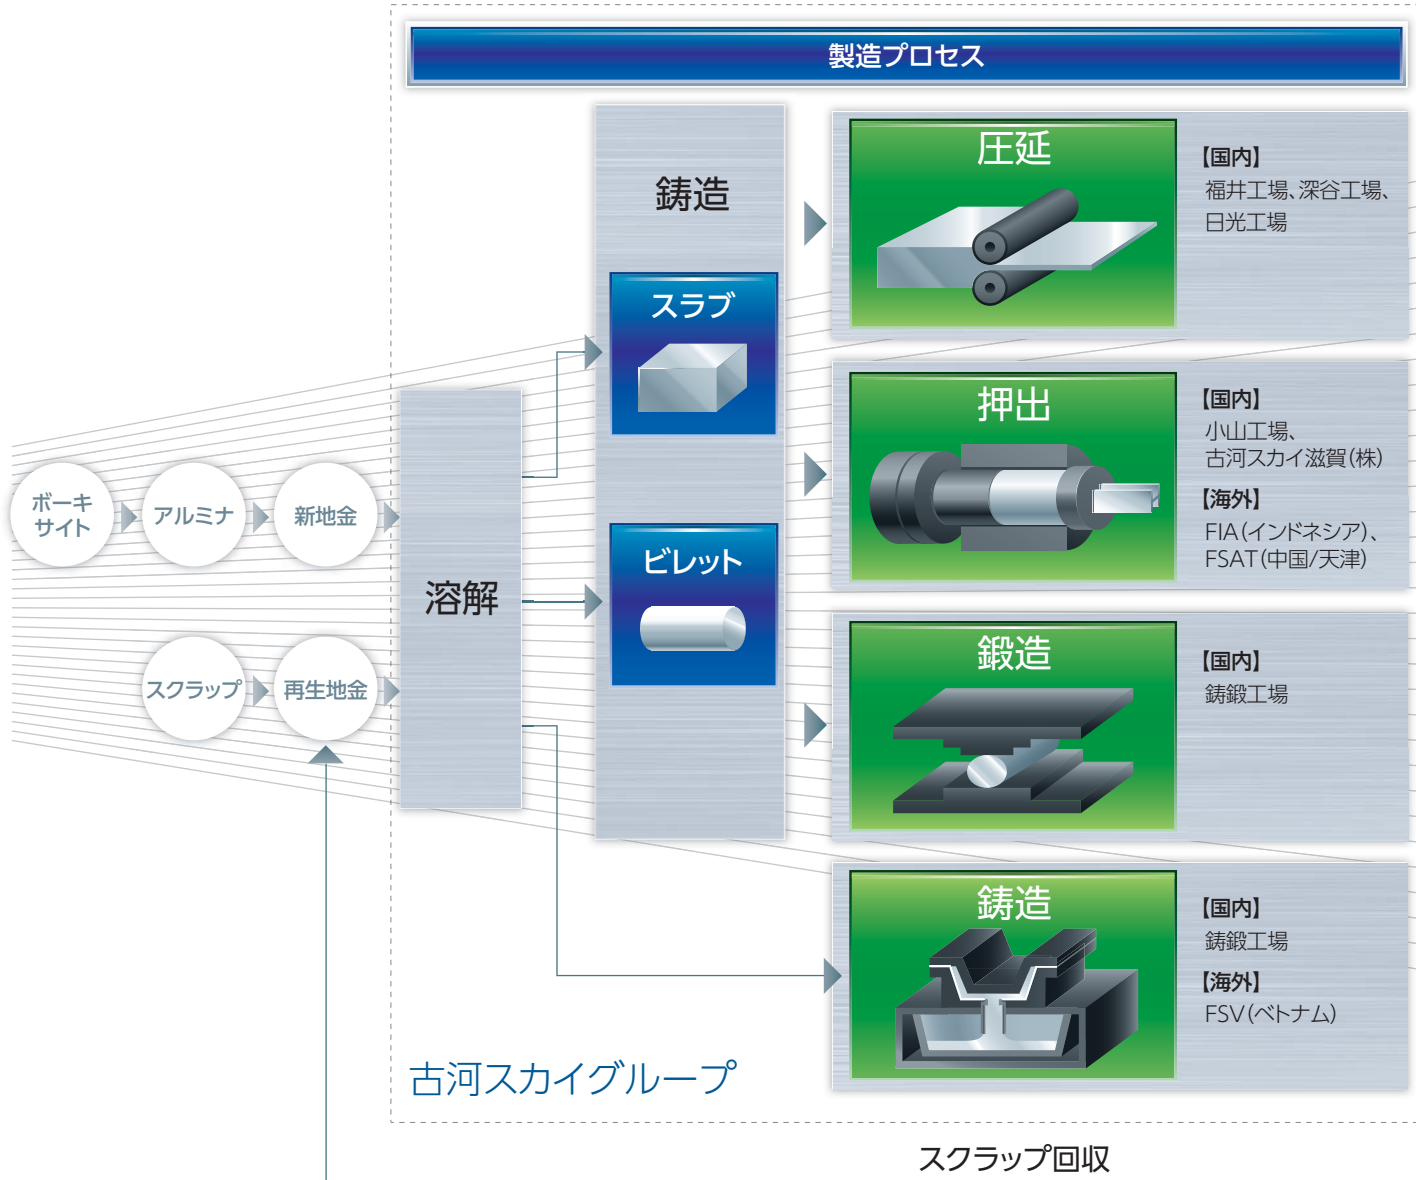 製造プロセス
ボーキ
サイト
アルミナ
新地金
スクラップ
再生地金
溶解
鋳造
スラブ
ビレット
圧延
【国内】
福井工場、深谷工場、
日光工場
押出
【国内】
小山工場、
古河スカイ滋賀(株)
【海外】
FIA(インドネシア)、
FSAT(中国/天津)
鍛造
【国内】
鋳鍛工場
鋳造
【国内】
鋳鍛工場
【海外】
FSV(ベトナム)
古河スカイグループ
スクラップ回収